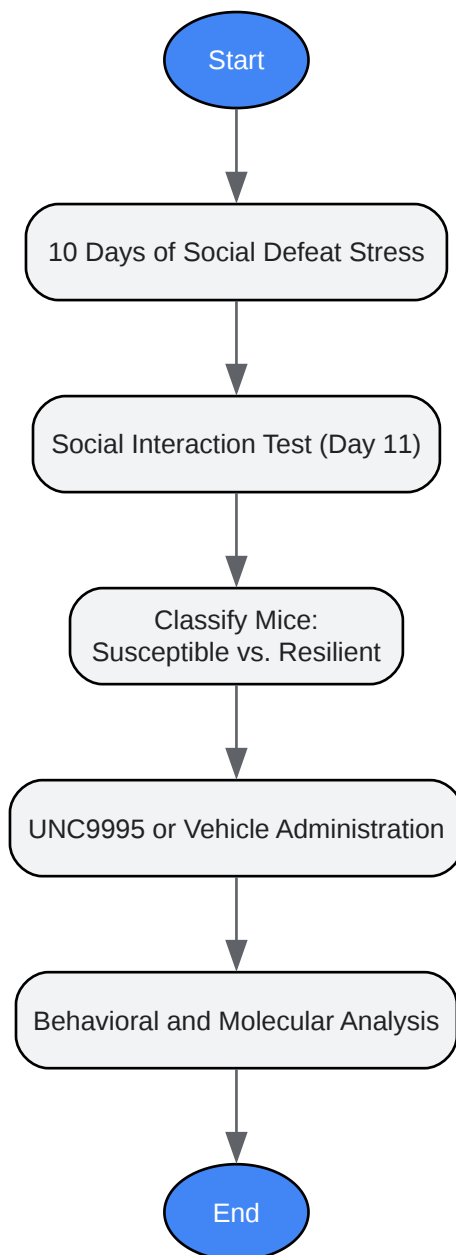 Start
10 Days of Social Defeat Stress
Social Interaction Test (Day 11)
Classify Mice:
Susceptible vs. Resilient
UNC9995 or Vehicle Administration
Behavioral and Molecular Analysis
End